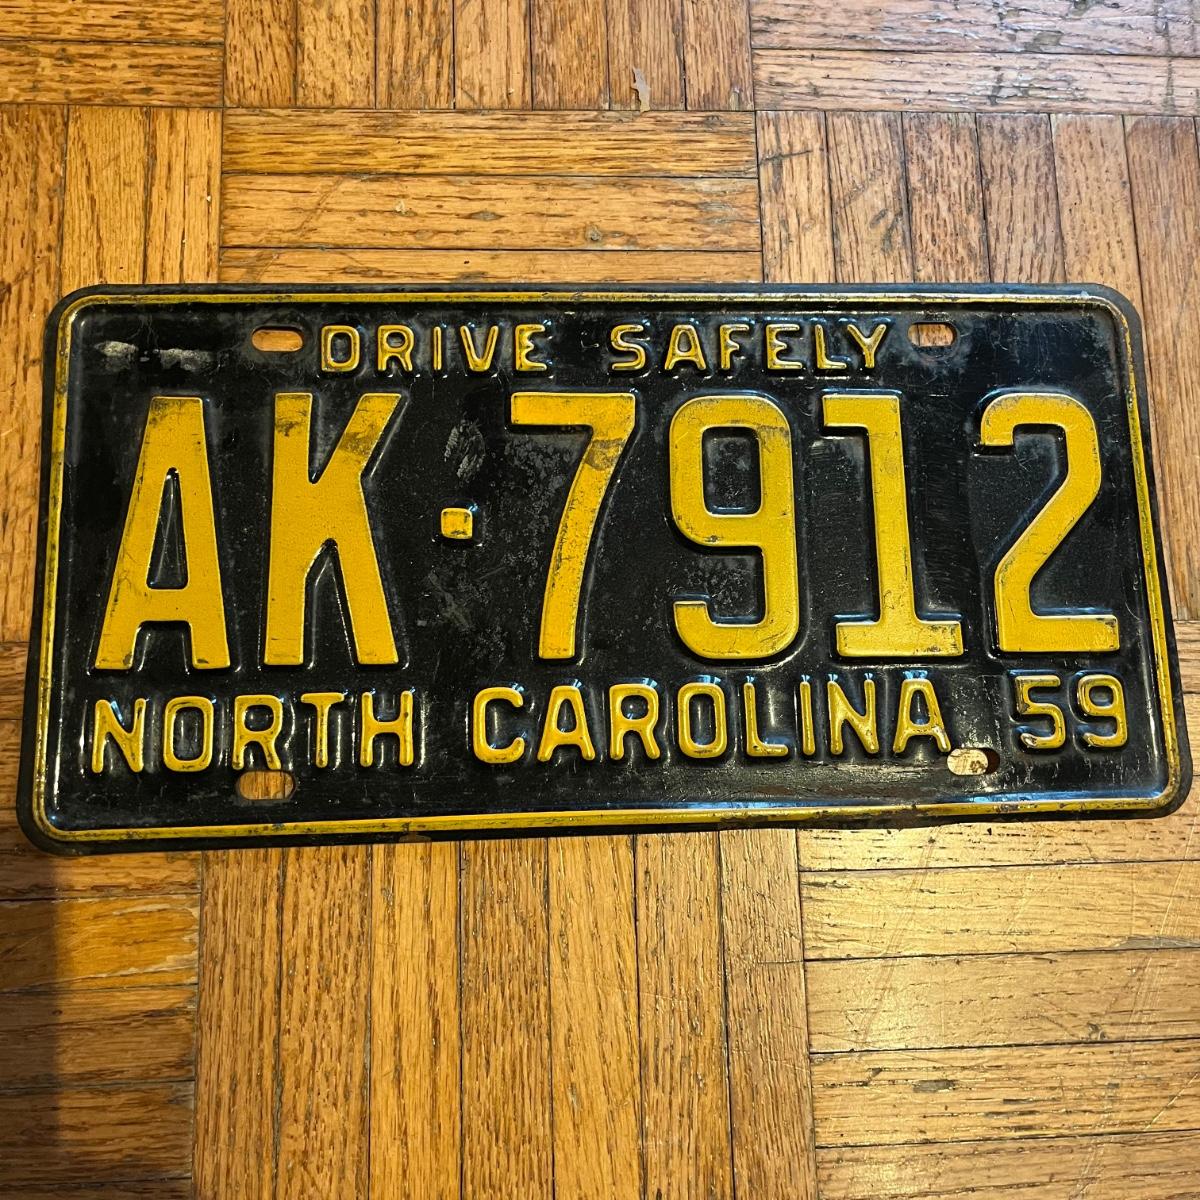 DRIVE SAFELY
AK·7912
NORTH CAROLINA 59